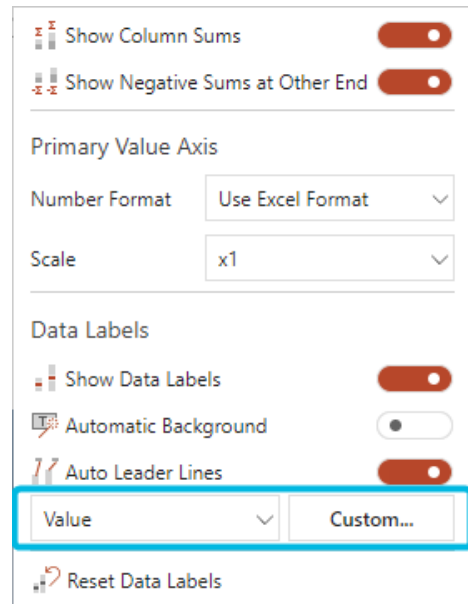 Show Column Sums
Show Negative Sums at Other End
Primary Value Axis
Number Format Use Excel Format
Scale x1
Data Labels
Show Data Labels
Automatic Background
Auto Leader Lines
Value Custom...
Reset Data Labels